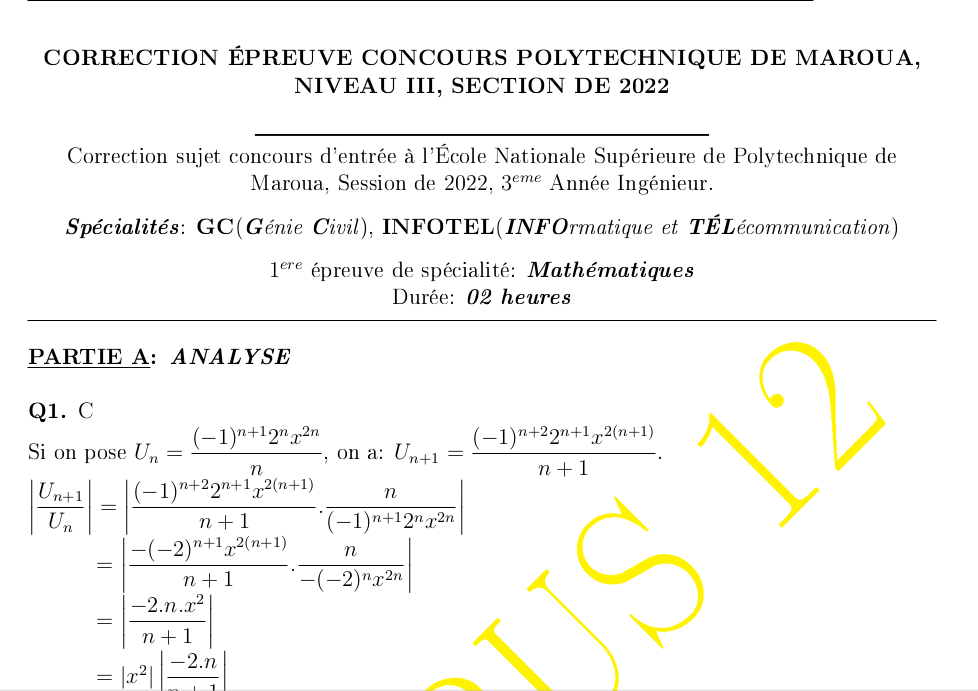 CORRECTION ÉPREUVE CONCOURS POLYTECHNIQUE DE MAROUA,
NIVEAU III, SECTION DE 2022
Correction sujet concours d'entrée à l'École Nationale Supérieure de Polytechnique de
Maroua, Session de 2022, 3^{eme} Année Ingénieur.
Spécialités: GC(Génie Civil), INFOTEL(INFOrmatique et TÉLécommunication)
1^{ere} épreuve de spécialité: Mathématiques
Durée: 02 heures
PARTIE A: ANALYSE
Q1. C
Si on pose U_n = \frac{(-1)^{n+1}2^n x^{2n}}{n}, on a: U_{n+1} = \frac{(-1)^{n+2}2^{n+1}x^{2(n+1)}}{n+1}.
\left|\frac{U_{n+1}}{U_n}\right| = \left|\frac{(-1)^{n+2}2^{n+1}x^{2(n+1)}}{n+1}.\frac{n}{(-1)^{n+1}2^n x^{2n}}\right|
= \left|\frac{-(-2)^{n+1}x^{2(n+1)}}{n+1}.\frac{n}{-(-2)^n x^{2n}}\right|
= \left|\frac{-2.n.x^2}{n+1}\right|
= |x^2| \left|\frac{-2.n}{n+1}\right|
US 12